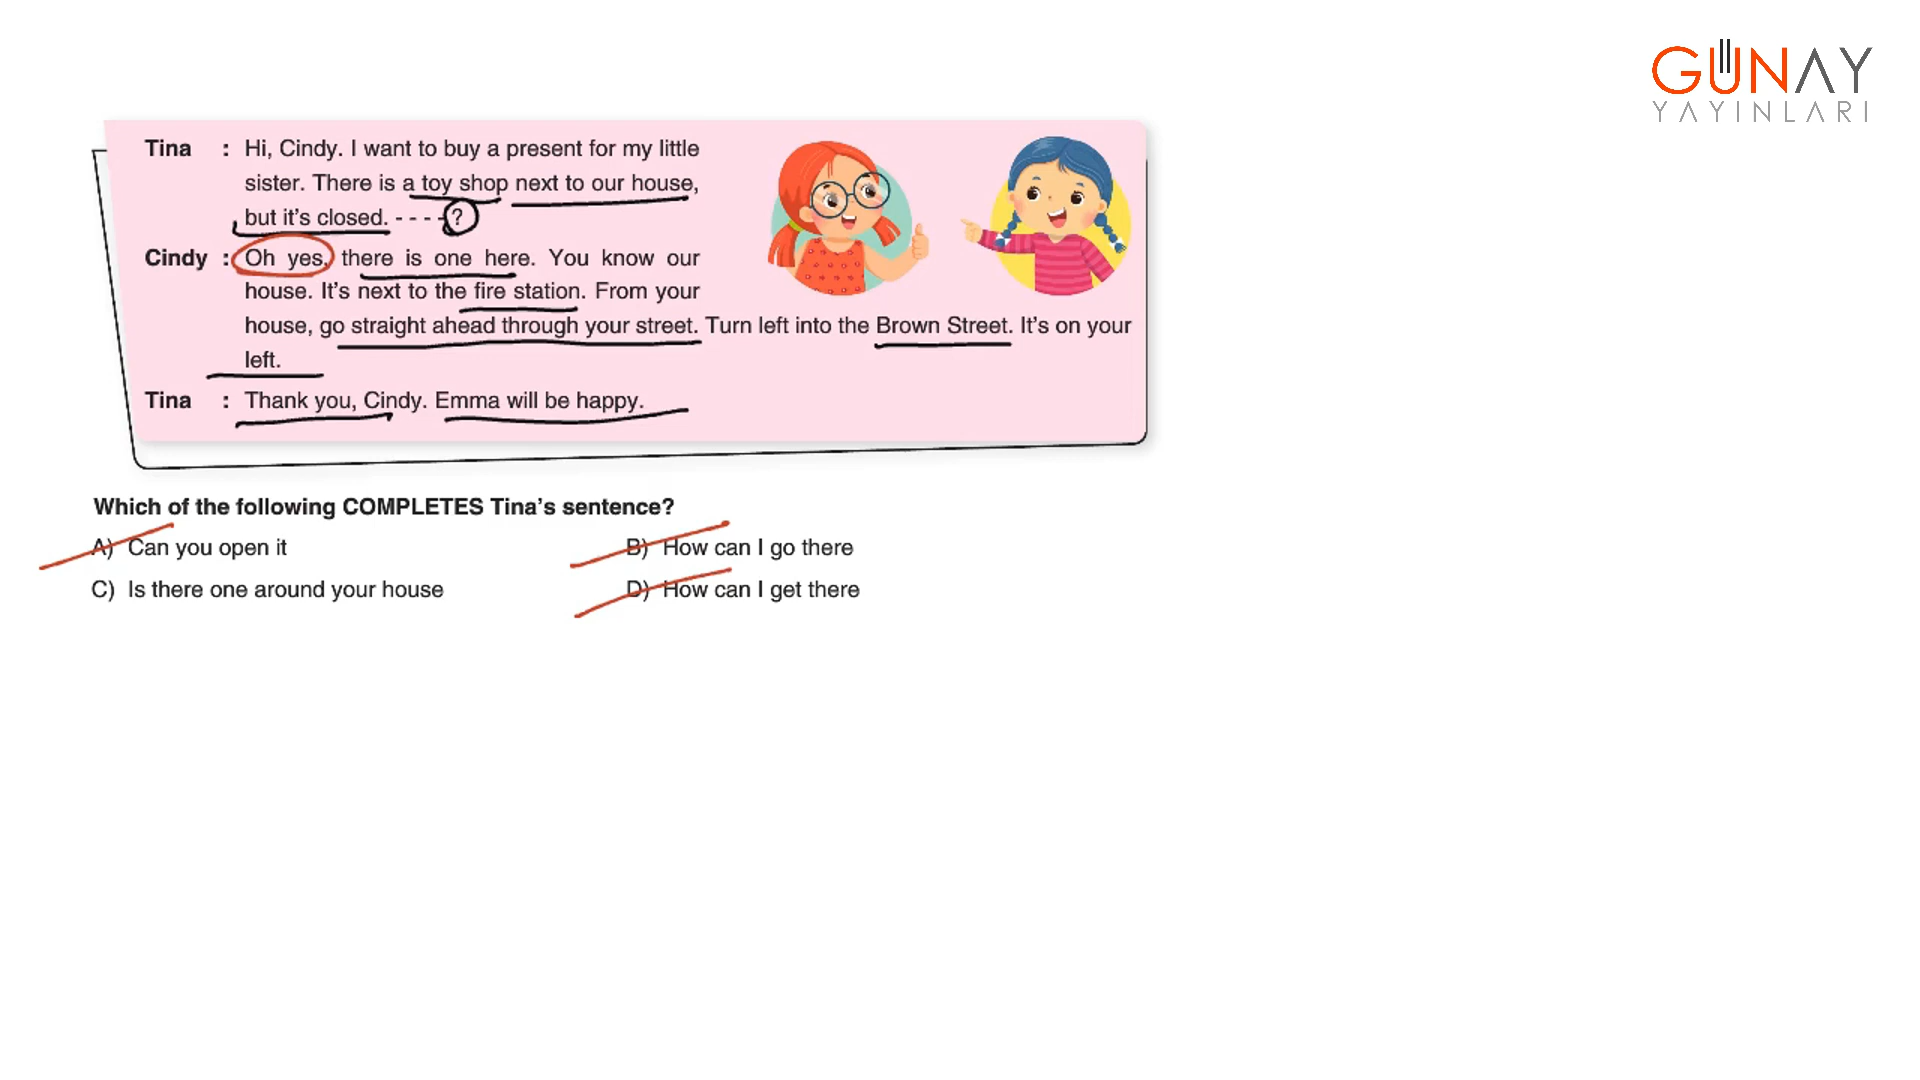 GÜNAY
YAYINLARI
Tina : Hi, Cindy. I want to buy a present for my little
sister. There is a toy shop next to our house,
but it's closed. - - - - ?
Cindy : Oh yes, there is one here. You know our
house. It's next to the fire station. From your
house, go straight ahead through your street. Turn left into the Brown Street. It's on your
left.
Tina : Thank you, Cindy. Emma will be happy.
Which of the following COMPLETES Tina's sentence?
A) Can you open it
B) How can I go there
C) Is there one around your house
D) How can I get there